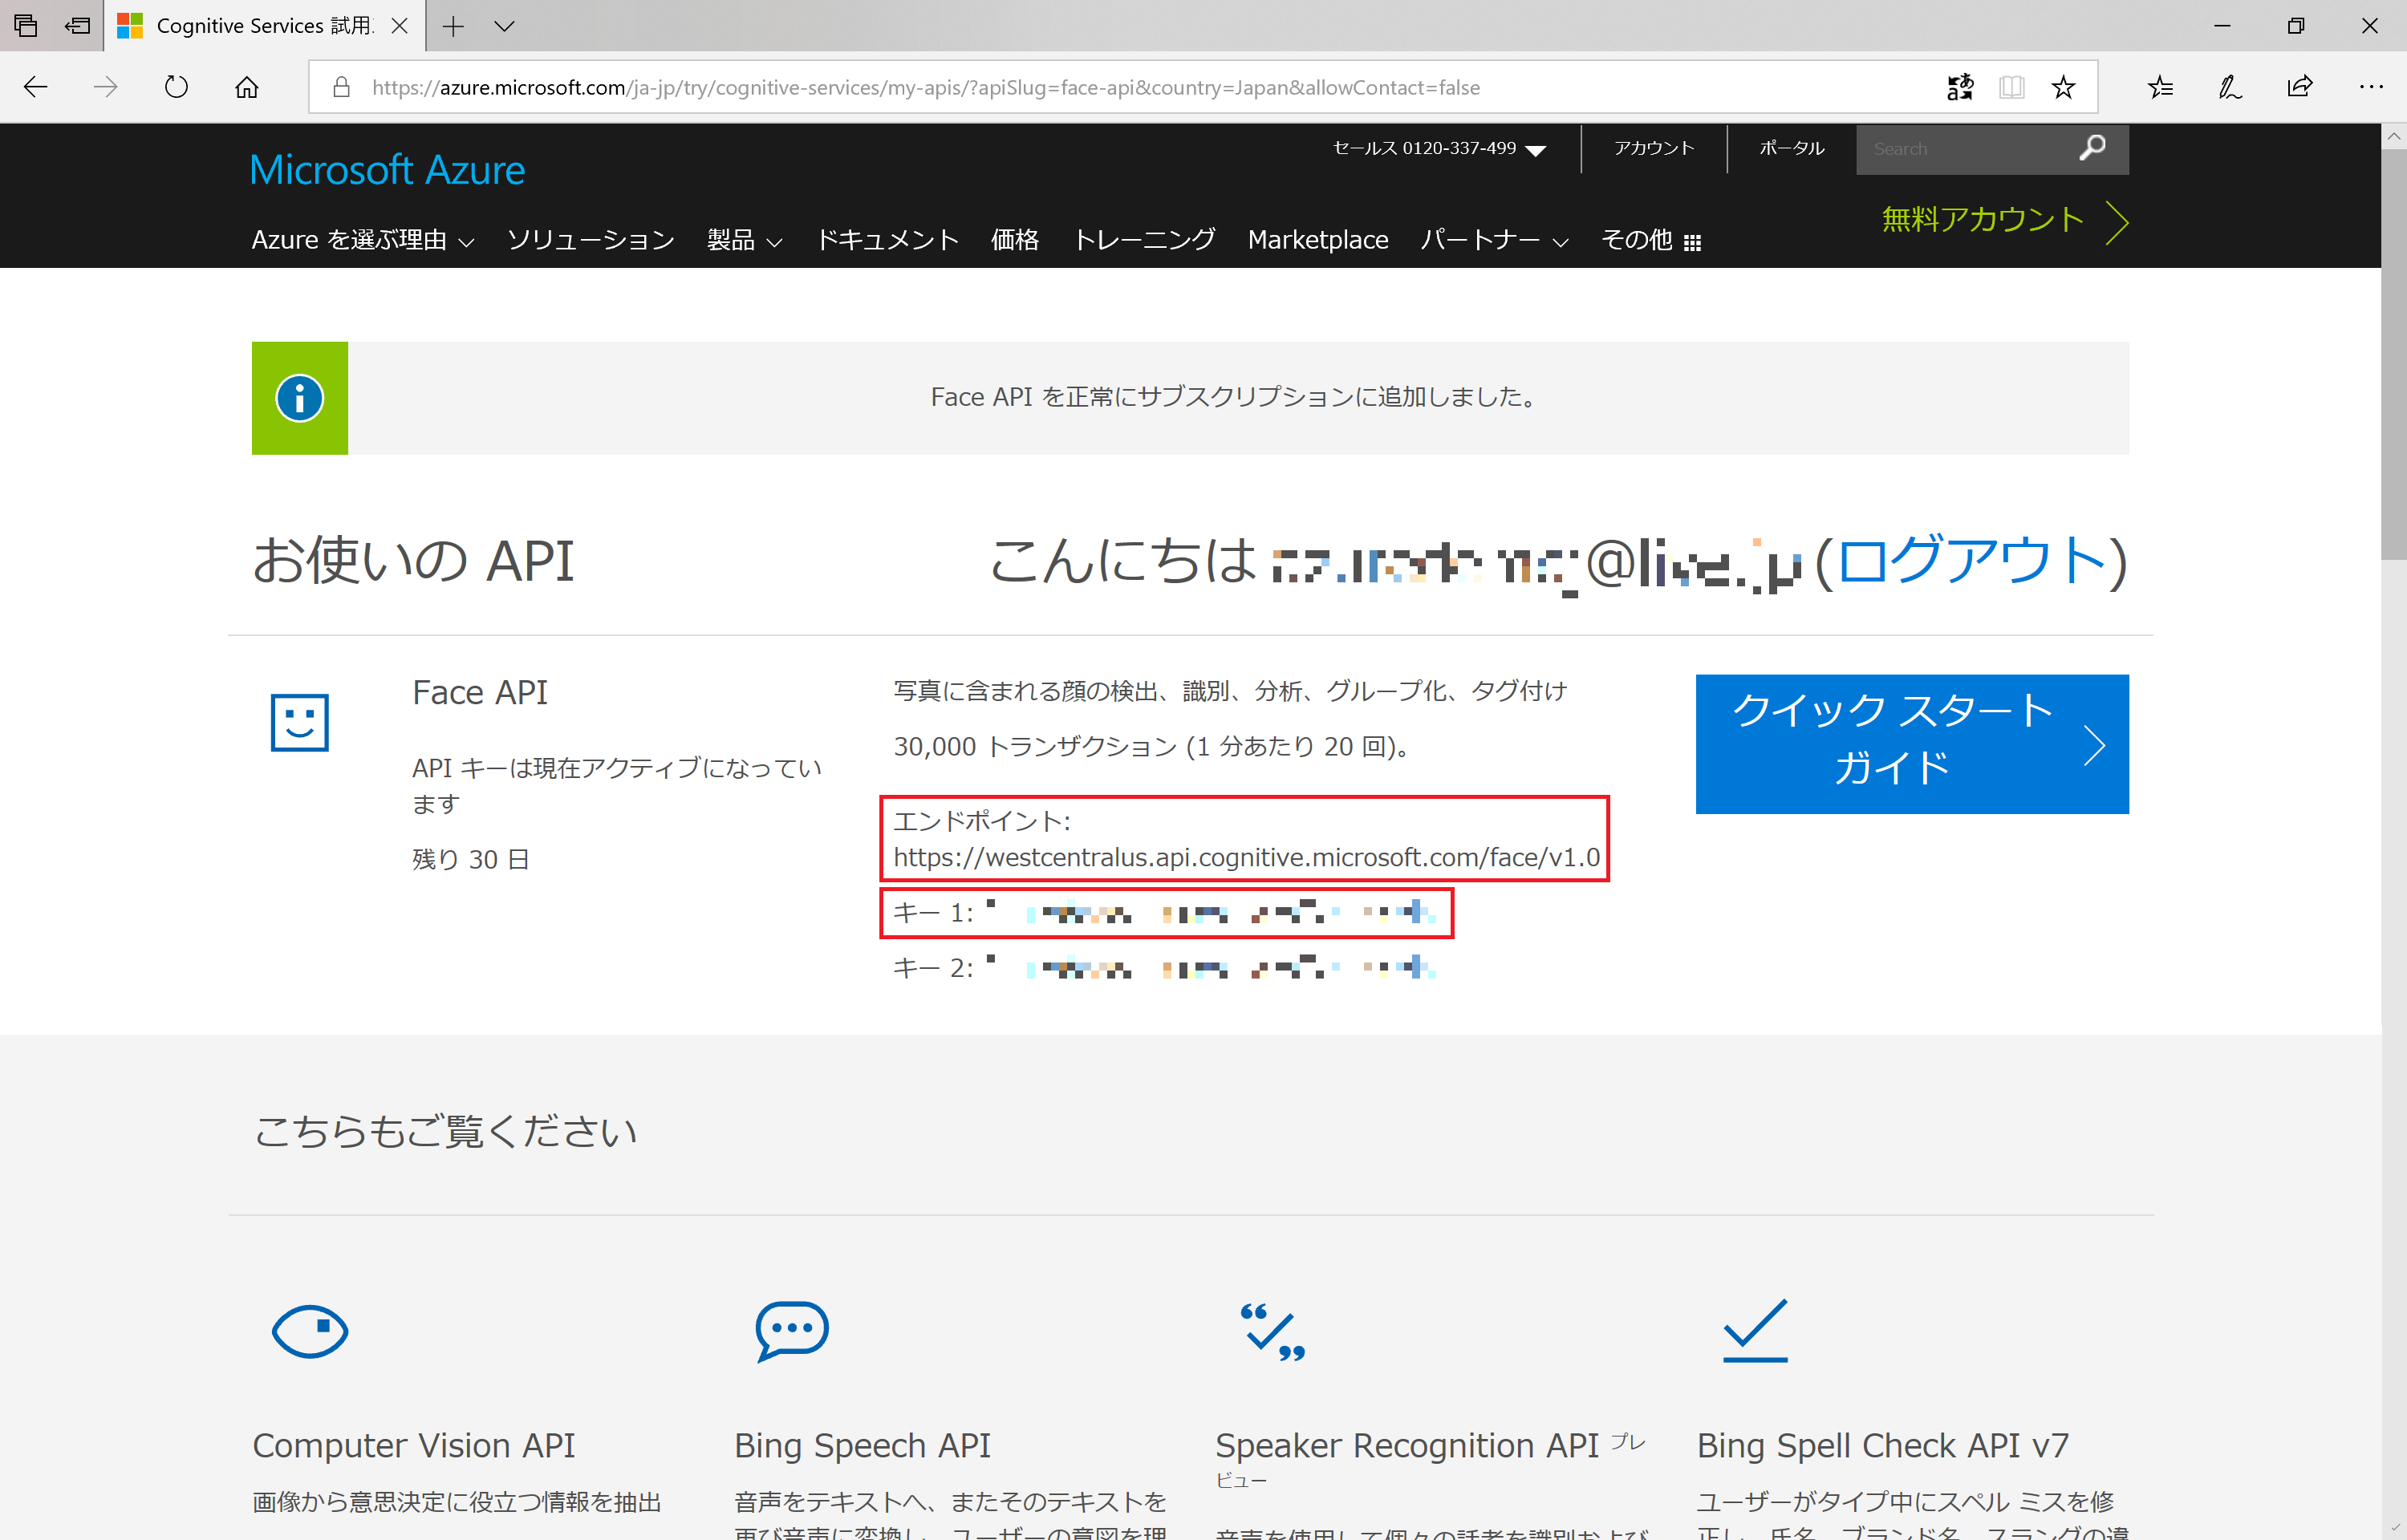 Cognitive Services 試用
https://azure.microsoft.com/ja-jp/try/cognitive-services/my-apis/?apiSlug=face-api&country=Japan&allowContact=false
Microsoft Azure
セールス 0120-337-499
アカウント
ポータル
Search
無料アカウント
Azure を選ぶ理由 ソリューション 製品 ドキュメント 価格 トレーニング Marketplace パートナー その他
Face API を正常にサブスクリプションに追加しました。
お使いの API
こんにちは @live.jp (ログアウト)
Face API
API キーは現在アクティブになってい
ます
残り 30 日
写真に含まれる顔の検出、識別、分析、グループ化、タグ付け
30,000 トランザクション (1 分あたり 20 回)。
エンドポイント:
https://westcentralus.api.cognitive.microsoft.com/face/v1.0
キー 1:
キー 2:
クイック スタート
ガイド
こちらもご覧ください
Computer Vision API
画像から意思決定に役立つ情報を抽出
Bing Speech API
音声をテキストへ、またそのテキストを
再び音声に変換し、ユーザーの意図を理
Speaker Recognition API プレ
ビュー
音声を使用して個々の話者を識別および
Bing Spell Check API v7
ユーザーがタイプ中にスペル ミスを修
正し、氏名、ブランド名、スラングの違